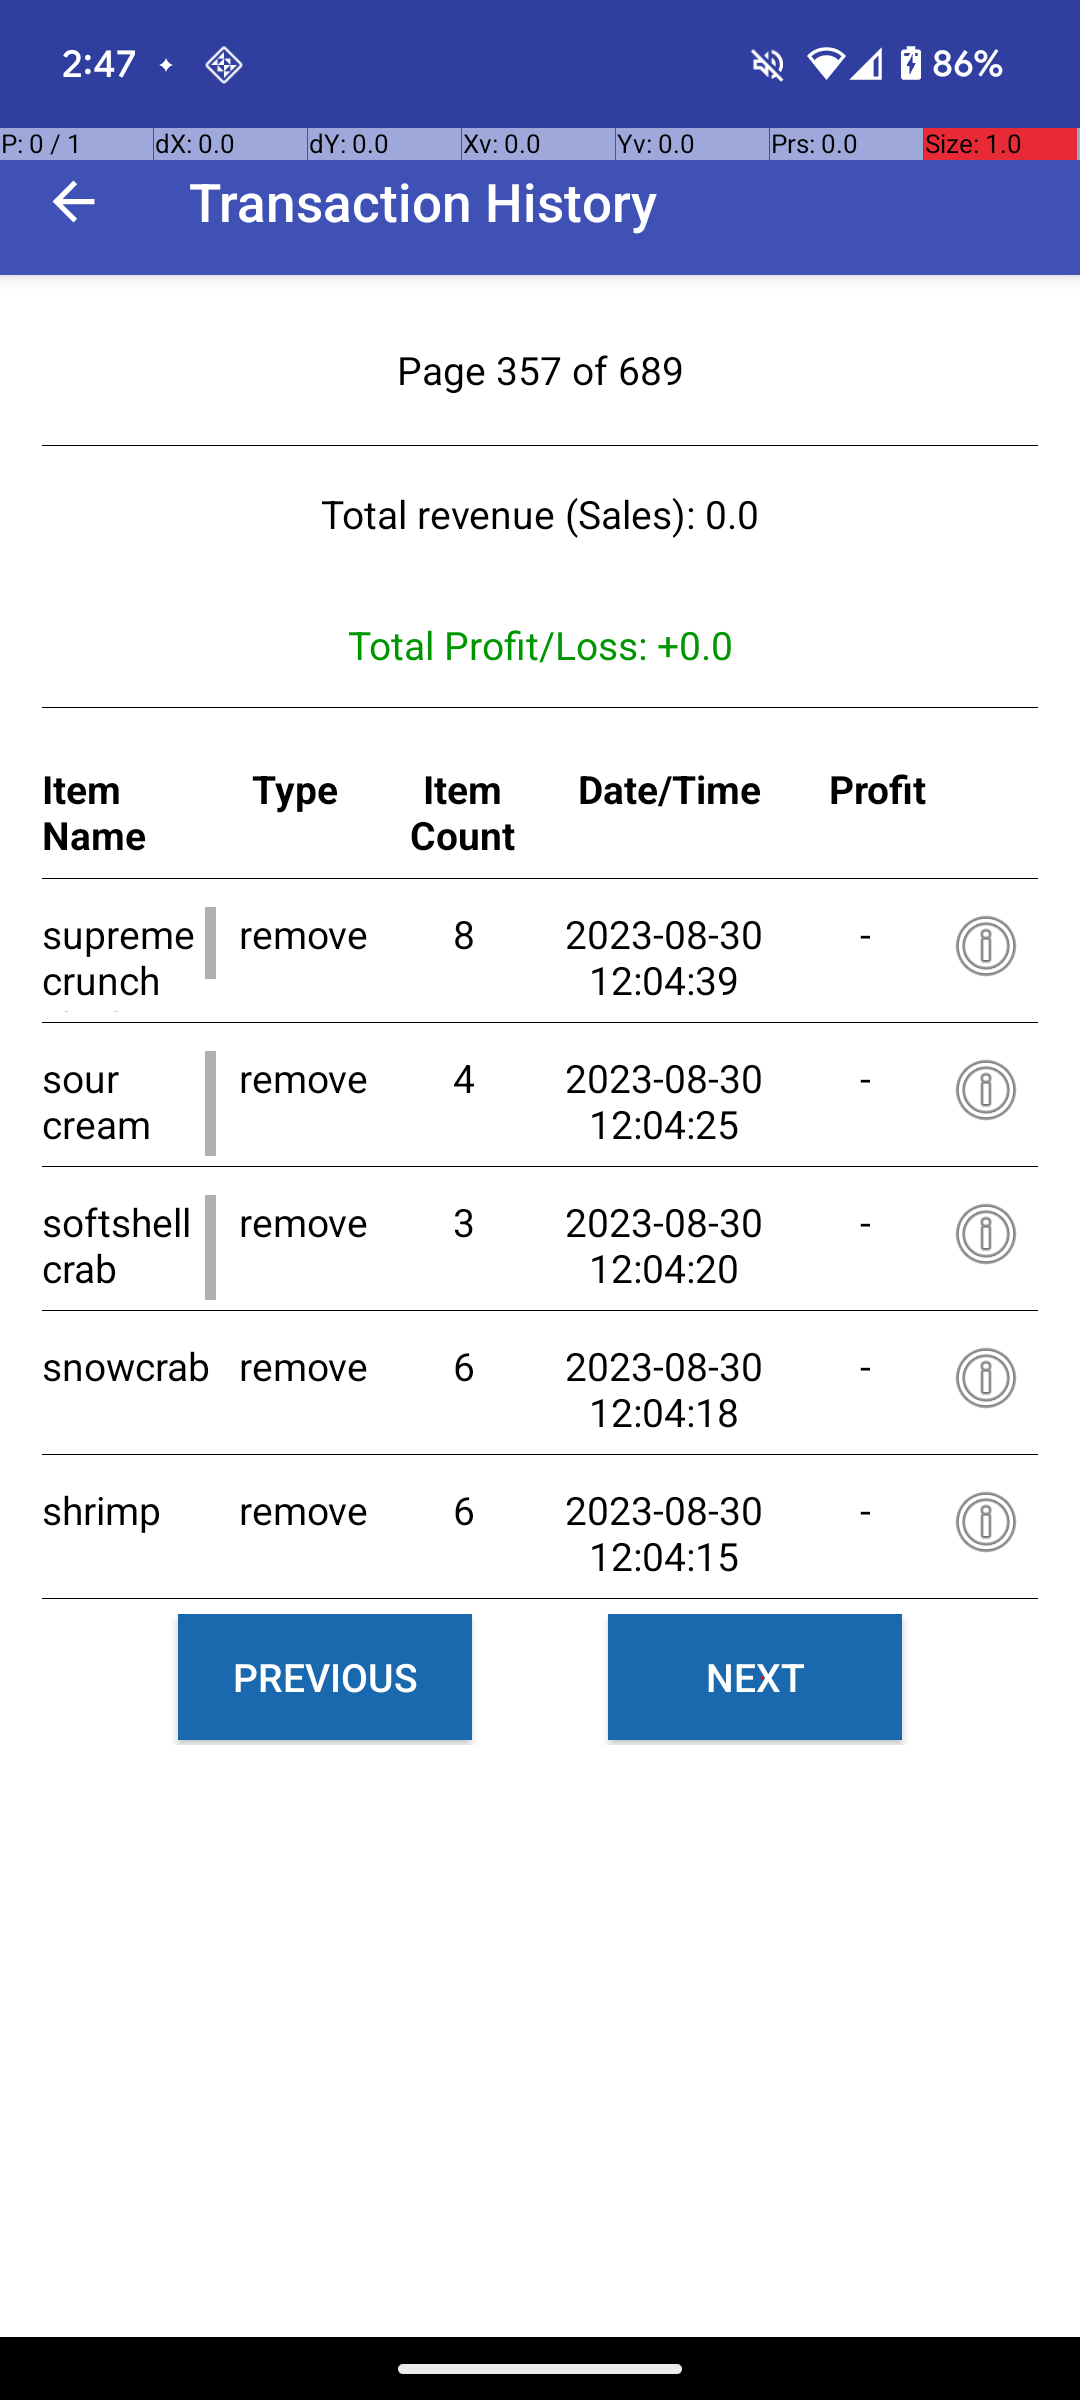 2:47 86%
P: 0 / 1 dX: 0.0 dY: 0.0 Xv: 0.0 Yv: 0.0 Prs: 0.0 Size: 1.0
Transaction History
Page 357 of 689
Total revenue (Sales): 0.0
Total Profit/Loss: +0.0
Item Type Item Date/Time Profit
Name Count
supreme remove 8 2023-08-30 -
crunch 12:04:39
sour remove 4 2023-08-30 -
cream 12:04:25
softshell remove 3 2023-08-30 -
crab 12:04:20
snowcrab remove 6 2023-08-30 -
12:04:18
shrimp remove 6 2023-08-30 -
12:04:15
PREVIOUS NEXT